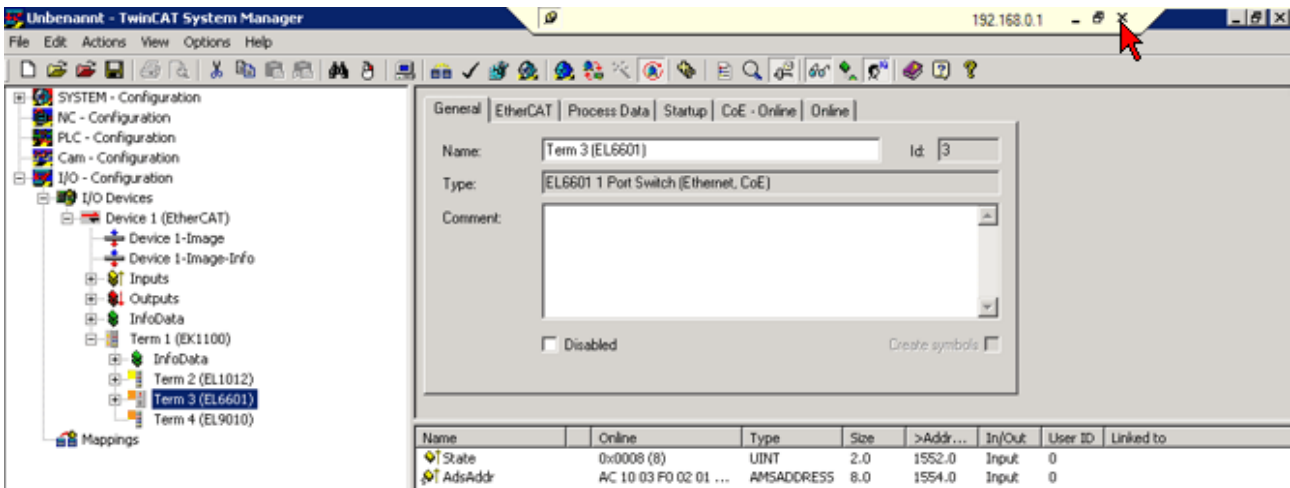 Unbenannt - TwinCAT System Manager
192.168.0.1
File Edit Actions View Options Help
SYSTEM - Configuration
NC - Configuration
PLC - Configuration
Cam - Configuration
I/O - Configuration
I/O Devices
Device 1 (EtherCAT)
Device 1-Image
Device 1-Image-Info
Inputs
Outputs
InfoData
Term 1 (EK1100)
InfoData
Term 2 (EL1012)
Term 3 (EL6601)
Term 4 (EL9010)
Mappings
General EtherCAT Process Data Startup CoE - Online Online
Name: Term 3 (EL6601) Id: 3
Type: EL6601 1 Port Switch (Ethernet, CoE)
Comment:
Disabled Create symbols
Name Online Type Size >Addr... In/Out User ID Linked to
State 0x0008 (8) UINT 2.0 1552.0 Input 0
AdsAddr AC 10 03 F0 02 01 ... AMSADDRESS 8.0 1554.0 Input 0